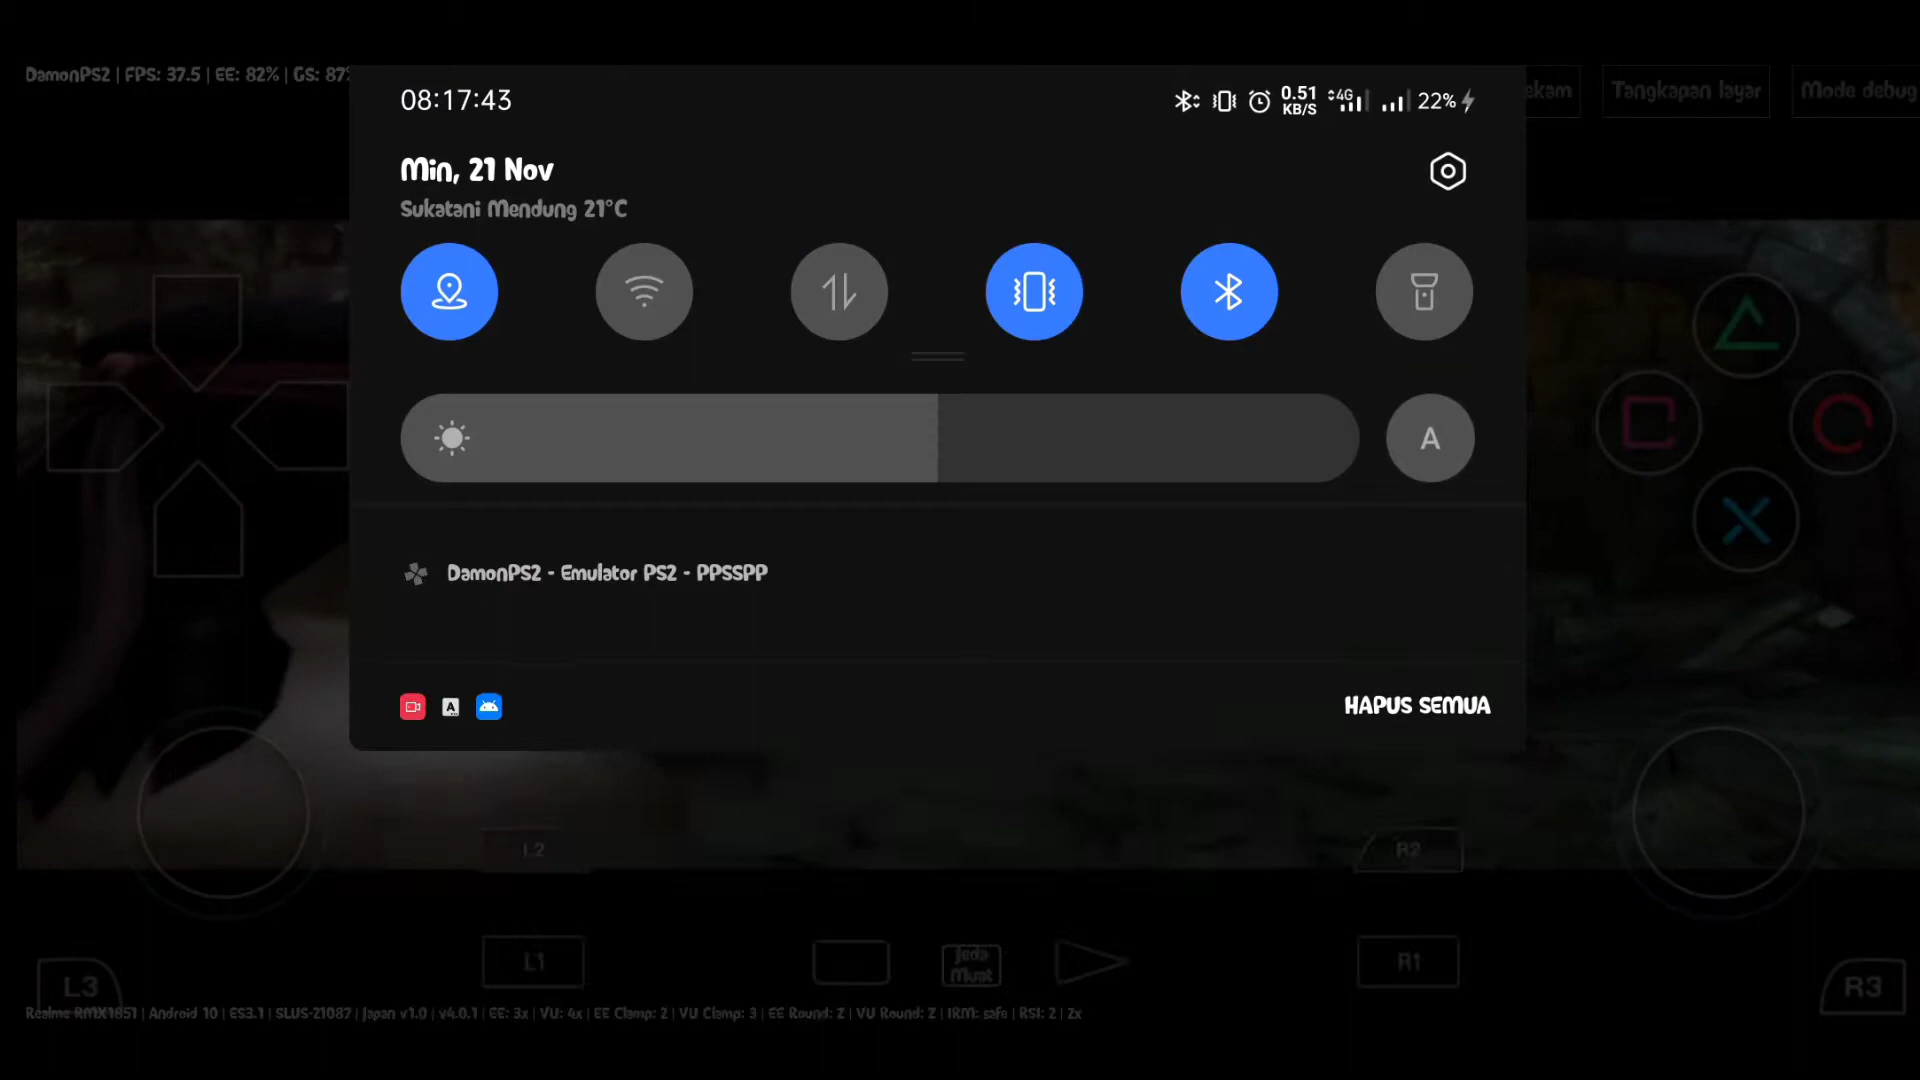 DamonPS2 | FPS: 37.5 | EE: 82% | GS: 87%
ekam
Tangkapan layar
Mode debug
08:17:43
0.51 KB/S
4G
22%
Min, 21 Nov
Sukatani Mendung 21°C
A
DamonPS2 - Emulator PS2 - PPSSPP
A
HAPUS SEMUA
L2
R2
L1
Jeda
Muat
R1
L3
R3
Realme RMX1851 | Android 10 | ES3.1 | SLUS-21087 | Japan v1.0 | v4.0.1 | EE: 3x | VU: 4x | EE Clamp: 2 | VU Clamp: 3 | EE Round: Z | VU Round: Z | IRM: safe | RSI: 2 | 2x